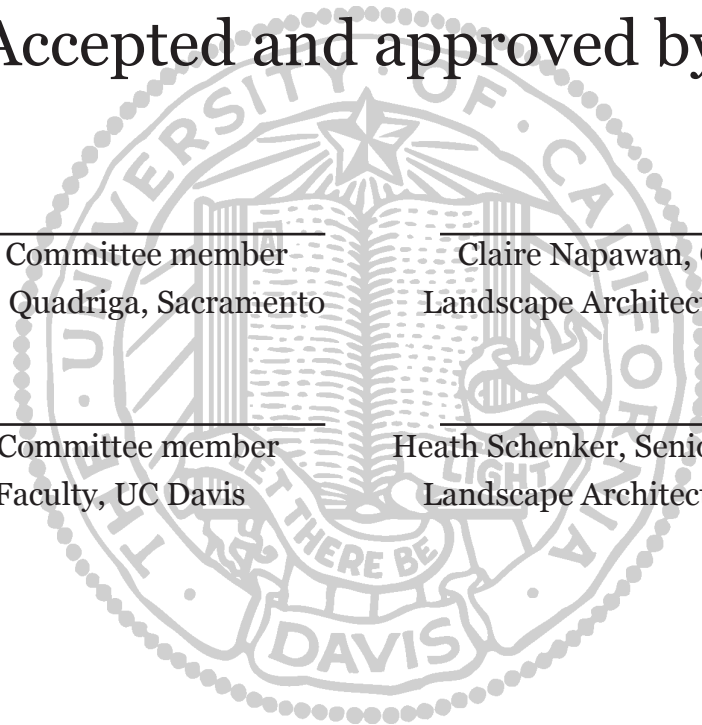 Accepted and approved by
Committee member
Quadriga, Sacramento
Claire Napawan,
Landscape Architect
Committee member
Faculty, UC Davis
Heath Schenker, Senio
Landscape Architect
THE · UNIVERSITY · OF · CALIFORNIA ·
LET THERE BE LIGHT
DAVIS
A